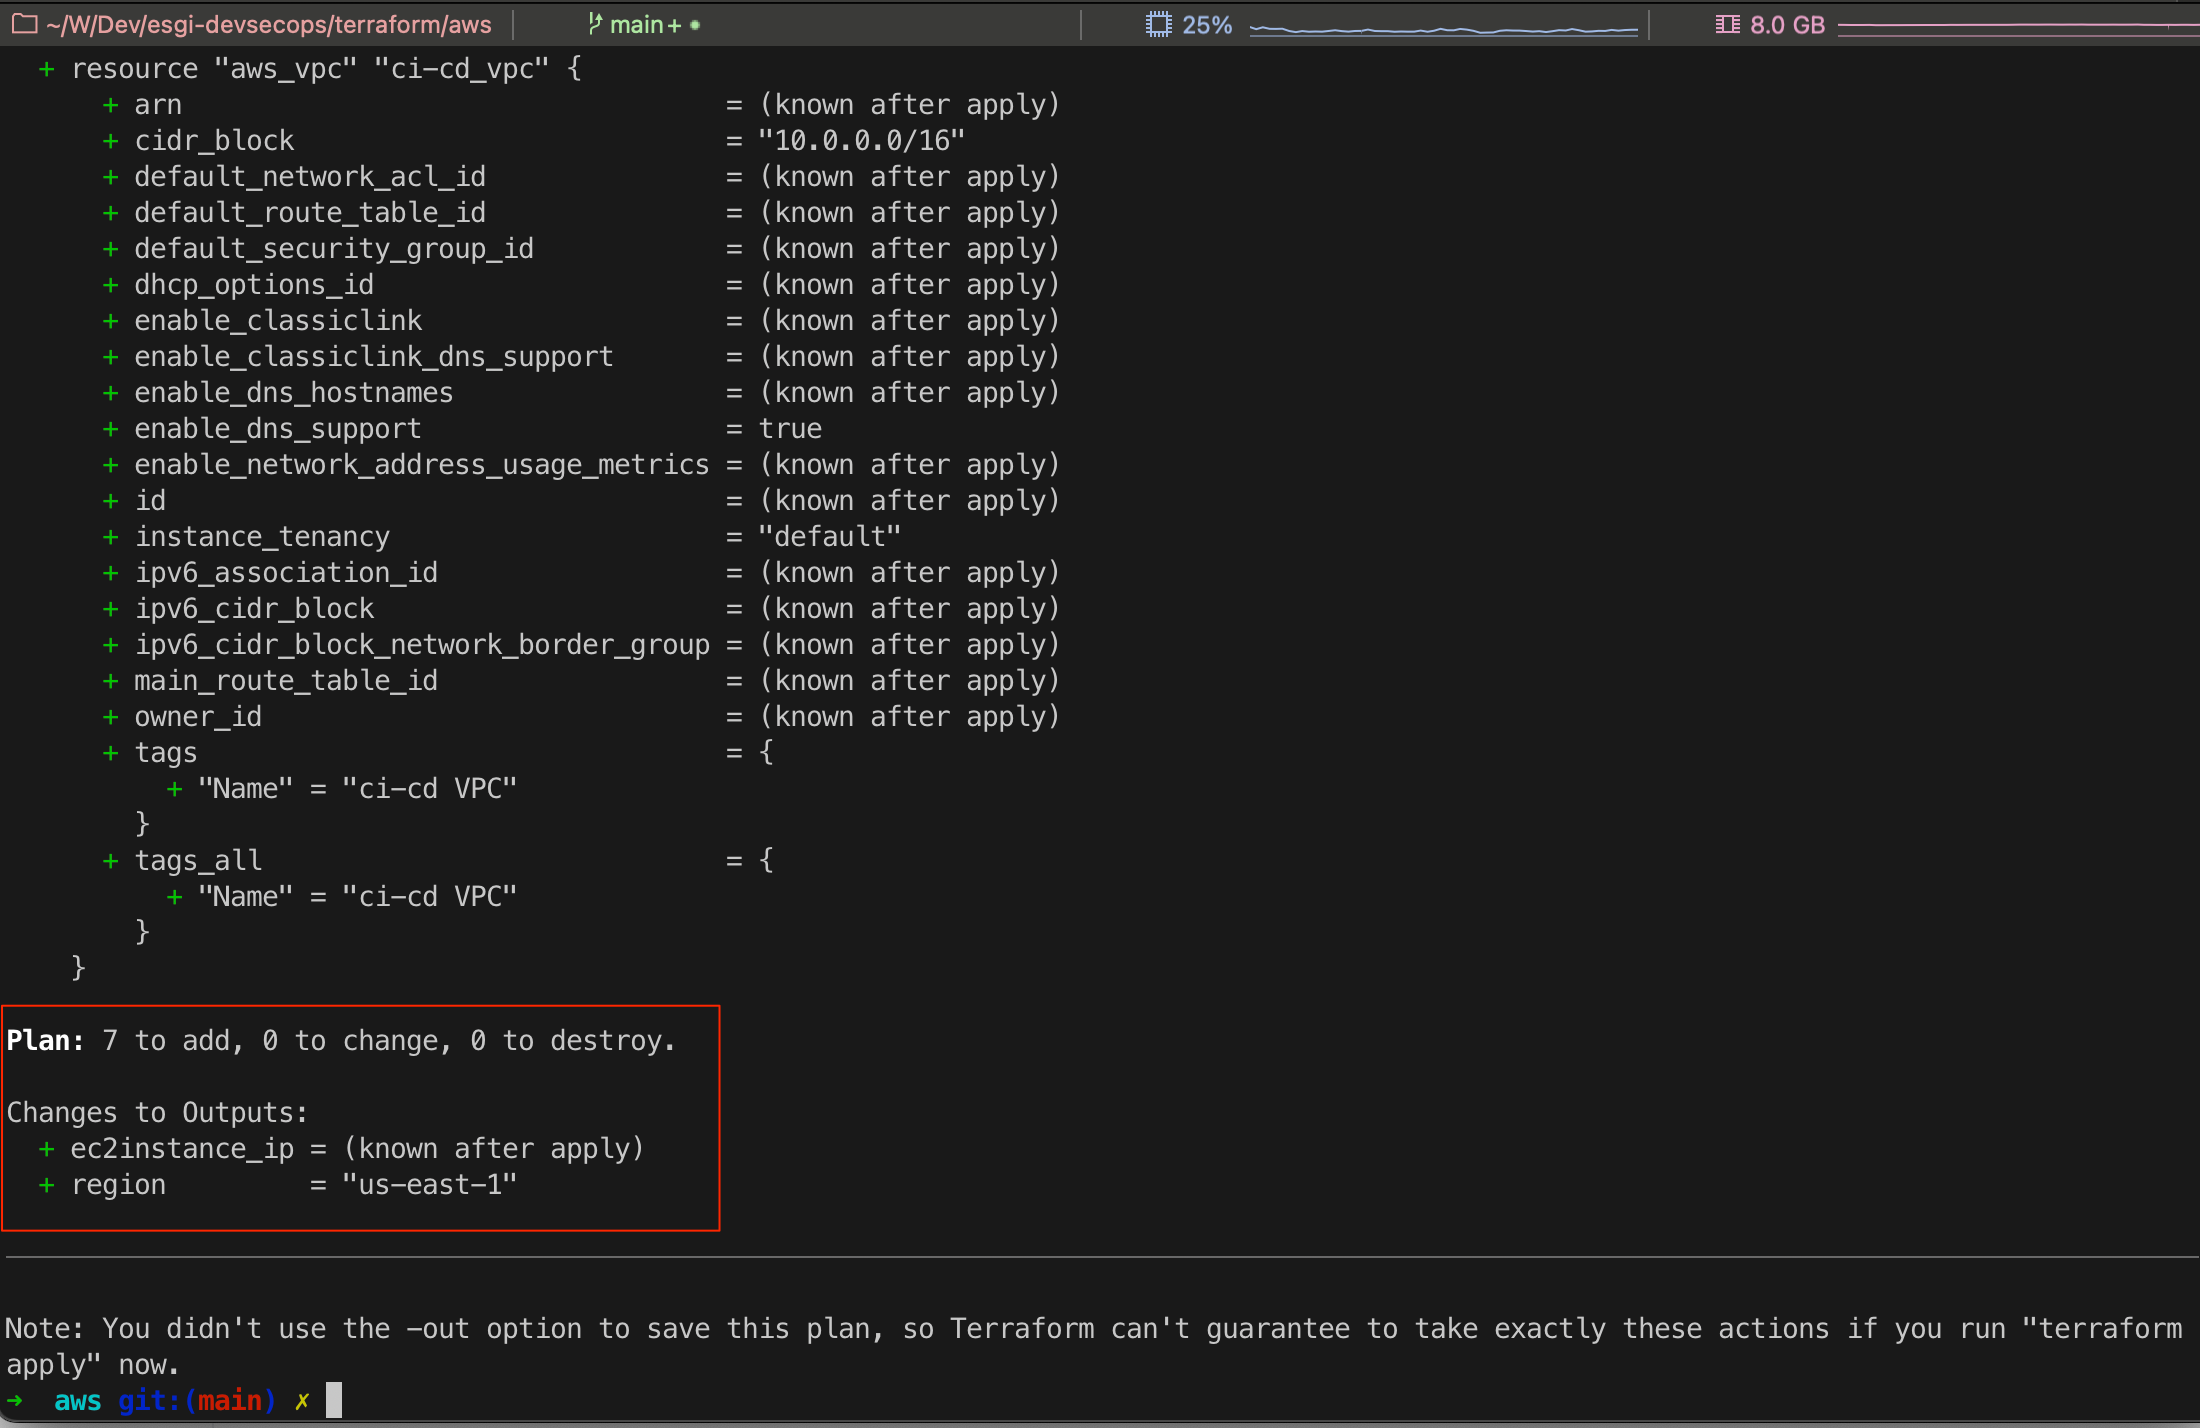 ~/W/Dev/esgi-devsecops/terraform/aws main+ • 25% 8.0 GB
+ resource "aws_vpc" "ci-cd_vpc" {
+ arn = (known after apply)
+ cidr_block = "10.0.0.0/16"
+ default_network_acl_id = (known after apply)
+ default_route_table_id = (known after apply)
+ default_security_group_id = (known after apply)
+ dhcp_options_id = (known after apply)
+ enable_classiclink = (known after apply)
+ enable_classiclink_dns_support = (known after apply)
+ enable_dns_hostnames = (known after apply)
+ enable_dns_support = true
+ enable_network_address_usage_metrics = (known after apply)
+ id = (known after apply)
+ instance_tenancy = "default"
+ ipv6_association_id = (known after apply)
+ ipv6_cidr_block = (known after apply)
+ ipv6_cidr_block_network_border_group = (known after apply)
+ main_route_table_id = (known after apply)
+ owner_id = (known after apply)
+ tags = {
+ "Name" = "ci-cd VPC"
}
+ tags_all = {
+ "Name" = "ci-cd VPC"
}
}
Plan: 7 to add, 0 to change, 0 to destroy.
Changes to Outputs:
+ ec2instance_ip = (known after apply)
+ region = "us-east-1"
Note: You didn't use the -out option to save this plan, so Terraform can't guarantee to take exactly these actions if you run "terraform
apply" now.
➜ aws git:(main) ✗